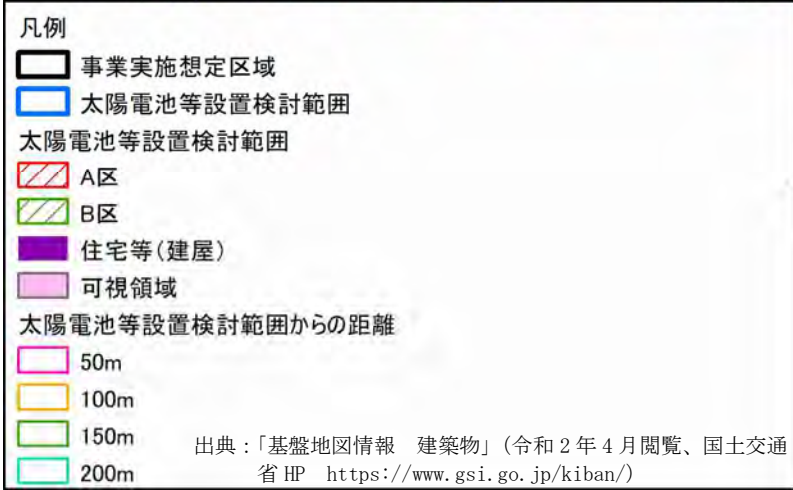 凡例
事業実施想定区域
太陽電池等設置検討範囲
太陽電池等設置検討範囲
A区
B区
住宅等(建屋)
可視領域
太陽電池等設置検討範囲からの距離
50m
100m
150m
200m
出典:「基盤地図情報　建築物」(令和2年4月閲覧、国土交通
省HP　https://www.gsi.go.jp/kiban/)